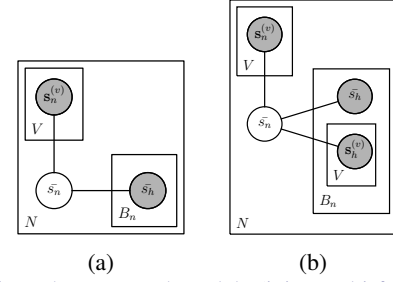 s_n^(v)
V
s̄_n
s̄_h
B_n
N
(a)
s_n^(v)
V
s̄_n
s̄_h
s_h^(v)
V
B_n
N
(b)